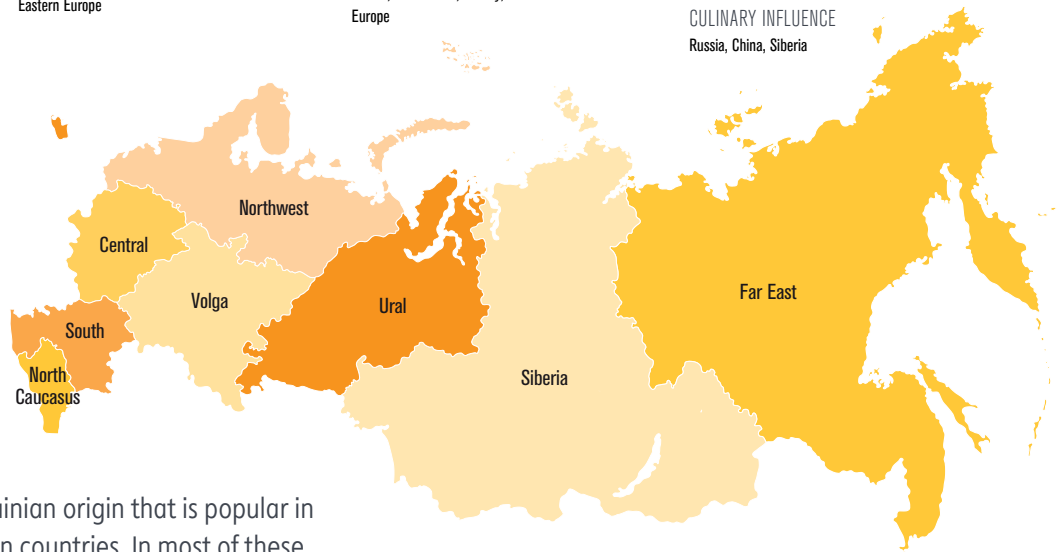 Eastern Europe
Europe
CULINARY INFLUENCE
Russia, China, Siberia
Northwest
Central
Volga
Ural
Far East
South
Siberia
North
Caucasus
ainian origin that is popular in
n countries. In most of these